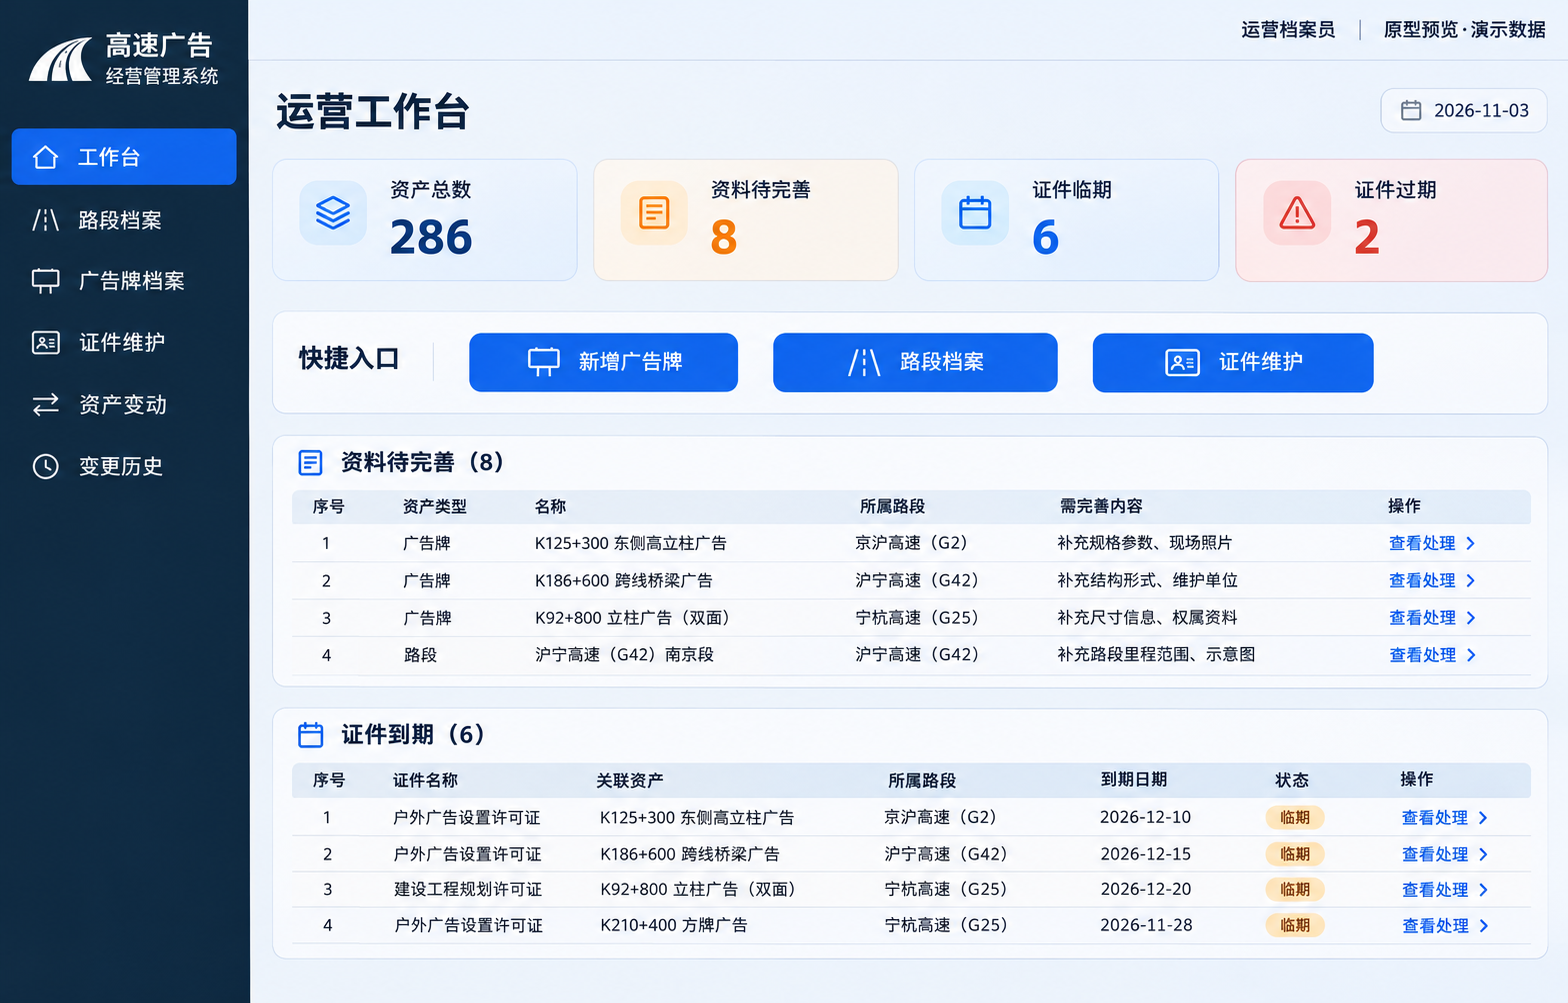 高速广告
经营管理系统
运营档案员 | 原型预览·演示数据
工作台
路段档案
广告牌档案
证件维护
资产变动
变更历史
运营工作台
2026-11-03
资产总数
286
资料待完善
8
证件临期
6
证件过期
2
快捷入口
新增广告牌
路段档案
证件维护
资料待完善（8）
序号 资产类型 名称 所属路段 需完善内容 操作
1 广告牌 K125+300 东侧高立柱广告 京沪高速（G2） 补充规格参数、现场照片 查看处理
2 广告牌 K186+600 跨线桥梁广告 沪宁高速（G42） 补充结构形式、维护单位 查看处理
3 广告牌 K92+800 立柱广告（双面） 宁杭高速（G25） 补充尺寸信息、权属资料 查看处理
4 路段 沪宁高速（G42）南京段 沪宁高速（G42） 补充路段里程范围、示意图 查看处理
证件到期（6）
序号 证件名称 关联资产 所属路段 到期日期 状态 操作
1 户外广告设置许可证 K125+300 东侧高立柱广告 京沪高速（G2） 2026-12-10 临期 查看处理
2 户外广告设置许可证 K186+600 跨线桥梁广告 沪宁高速（G42） 2026-12-15 临期 查看处理
3 建设工程规划许可证 K92+800 立柱广告（双面） 宁杭高速（G25） 2026-12-20 临期 查看处理
4 户外广告设置许可证 K210+400 方牌广告 宁杭高速（G25） 2026-11-28 临期 查看处理